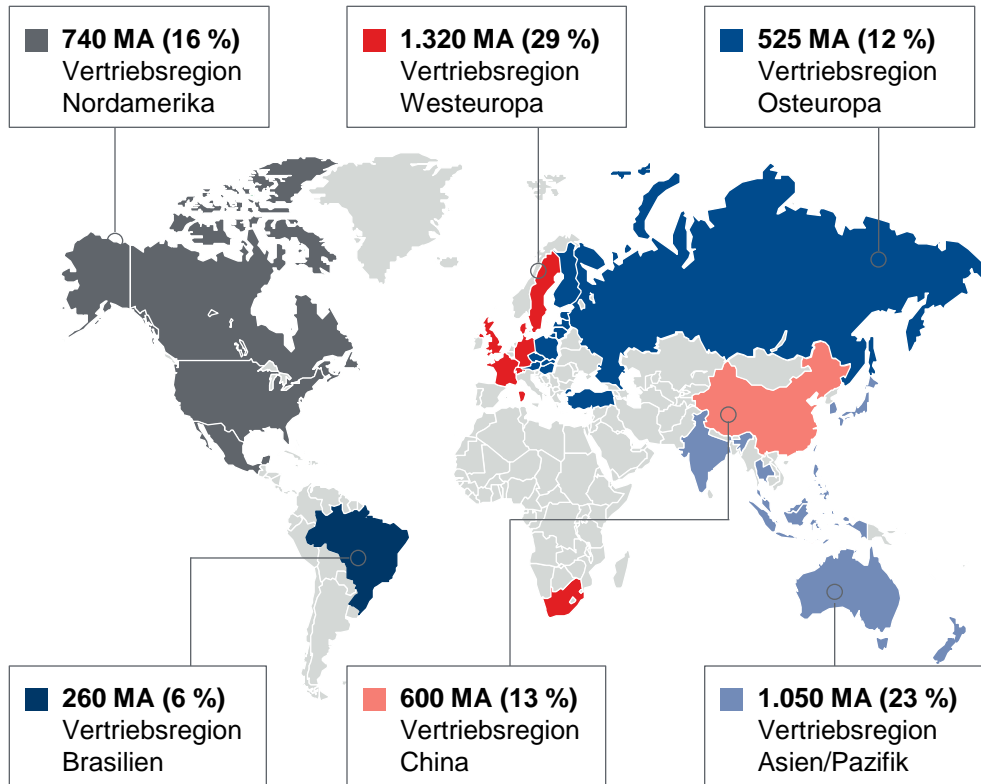 740 MA (16 %)
Vertriebsregion
Nordamerika
1.320 MA (29 %)
Vertriebsregion
Westeuropa
525 MA (12 %)
Vertriebsregion
Osteuropa
260 MA (6 %)
Vertriebsregion
Brasilien
600 MA (13 %)
Vertriebsregion
China
1.050 MA (23 %)
Vertriebsregion
Asien/Pazifik